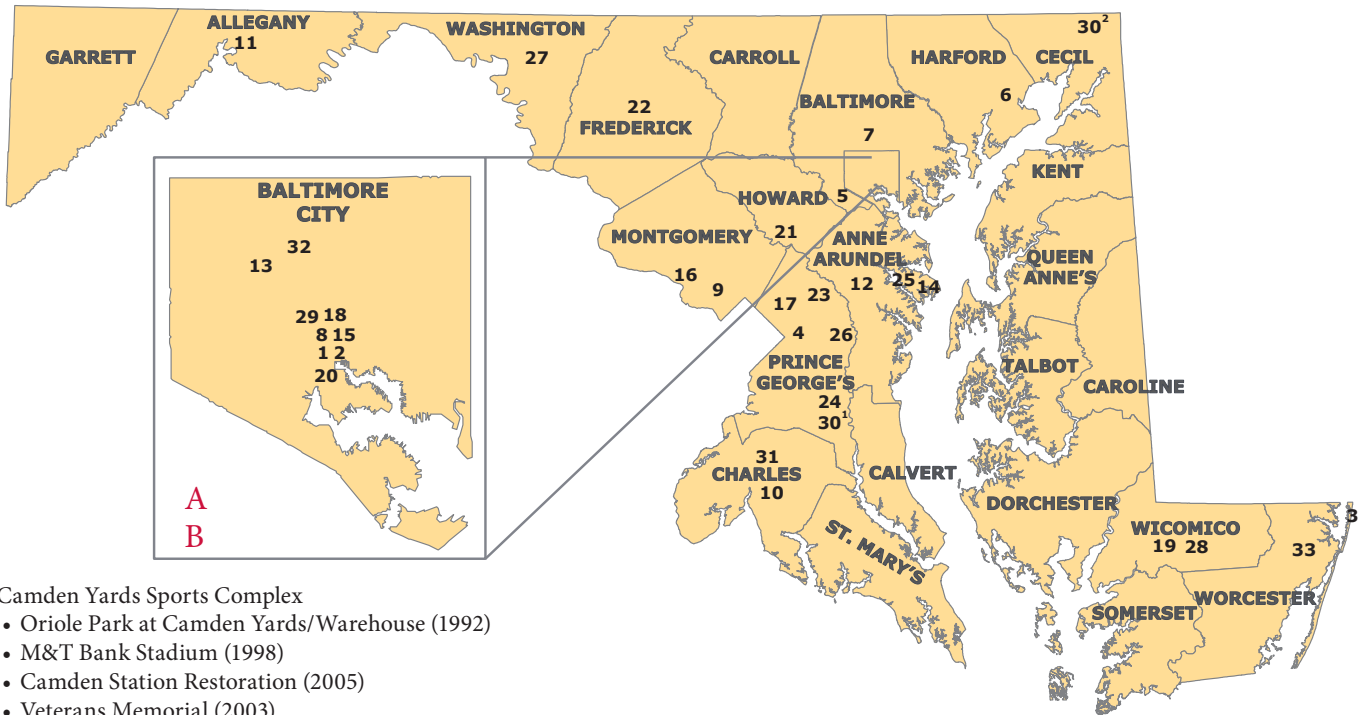 ALLEGANY
11
GARRETT
WASHINGTON
27
22
FREDERICK
CARROLL
BALTIMORE
7
HARFORD
6
30²
CECIL
KENT
HOWARD
5
21
MONTGOMERY
16
9
ANNE
ARUNDEL
12
25
14
QUEEN
ANNE'S
17
23
4
26
PRINCE
GEORGE'S
24
30¹
TALBOT
CAROLINE
31
CHARLES
10
CALVERT
ST. MARY'S
DORCHESTER
WICOMICO
19 28
33
3
SOMERSET
WORCESTER
BALTIMORE
CITY
32
13
29 18
8 15
1 2
20
A
B
Camden Yards Sports Complex
• Oriole Park at Camden Yards/Warehouse (1992)
• M&T Bank Stadium (1998)
• Camden Station Restoration (2005)
• Veterans Memorial (2003)